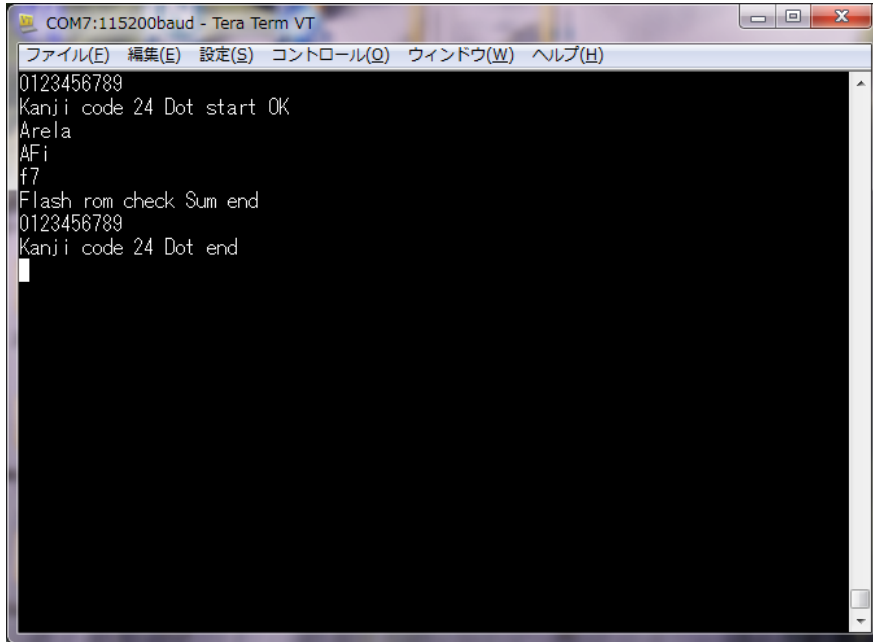 COM7:115200baud - Tera Term VT
ファイル(F) 編集(E) 設定(S) コントロール(O) ウィンドウ(W) ヘルプ(H)
0123456789
Kanji code 24 Dot start OK
Arela
AFi
f7
Flash rom check Sum end
0123456789
Kanji code 24 Dot end